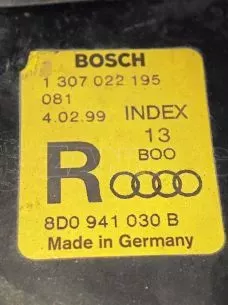 BOSCH
1 307 022 195
081
4.02.99 INDEX
13
BOO
R
8D0 941 030 B
Made in Germany